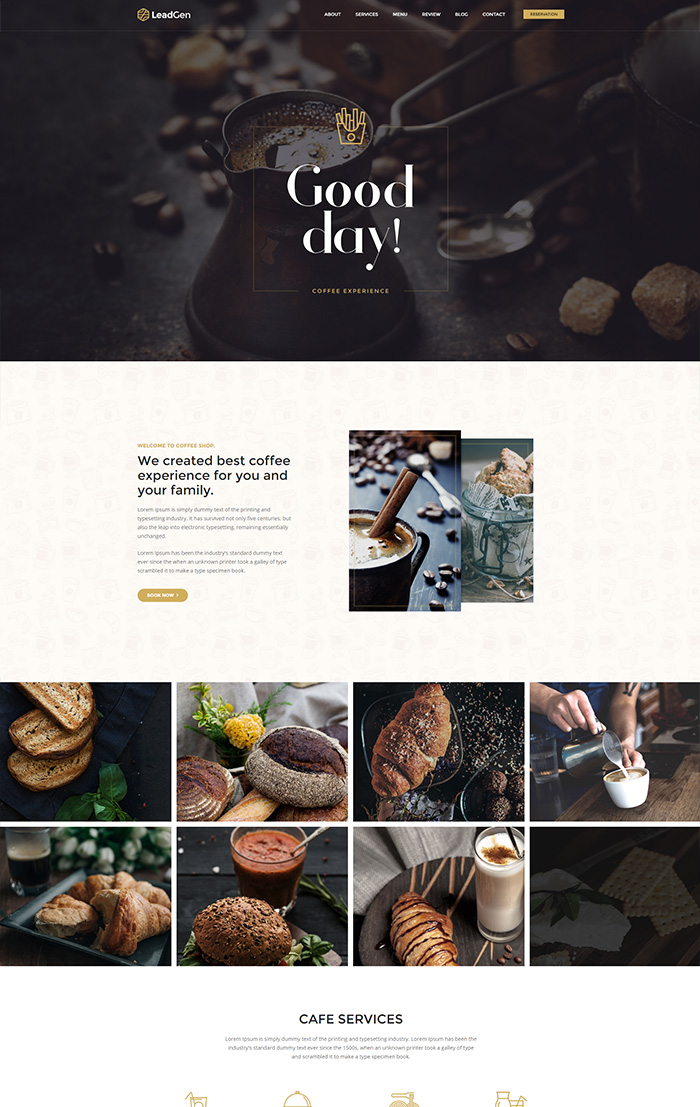 LeadGen
ABOUT SERVICES MENU REVIEW BLOG CONTACT RESERVATION
Good
day!
COFFEE EXPERIENCE
WELCOME TO COFFEE SHOP.
We created best coffee
experience for you and
your family.
Lorem Ipsum is simply dummy text of the printing and
typesetting industry. It has survived not only five centuries, but
also the leap into electronic typesetting, remaining essentially
unchanged.
Lorem Ipsum has been the industry's standard dummy text
ever since the when an unknown printer took a galley of type
scrambled it to make a type specimen book.
BOOK NOW >
CAFE SERVICES
Lorem Ipsum is simply dummy text of the printing and typesetting industry. Lorem Ipsum has been the
industry's standard dummy text ever since the 1500s, when an unknown printer took a galley of type
and scrambled it to make a type specimen book.